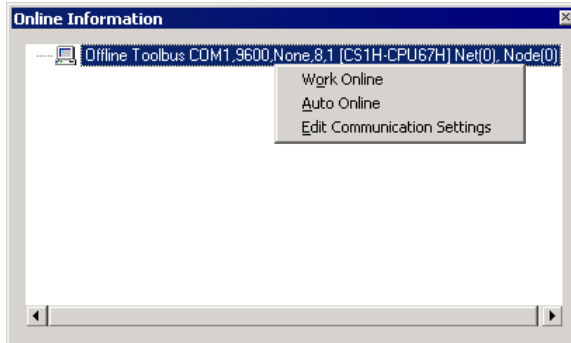 Online Information
Offline Toolbus COM1,9600,None,8,1 [CS1H-CPU67H] Net(0), Node(0)
Work Online
Auto Online
Edit Communication Settings